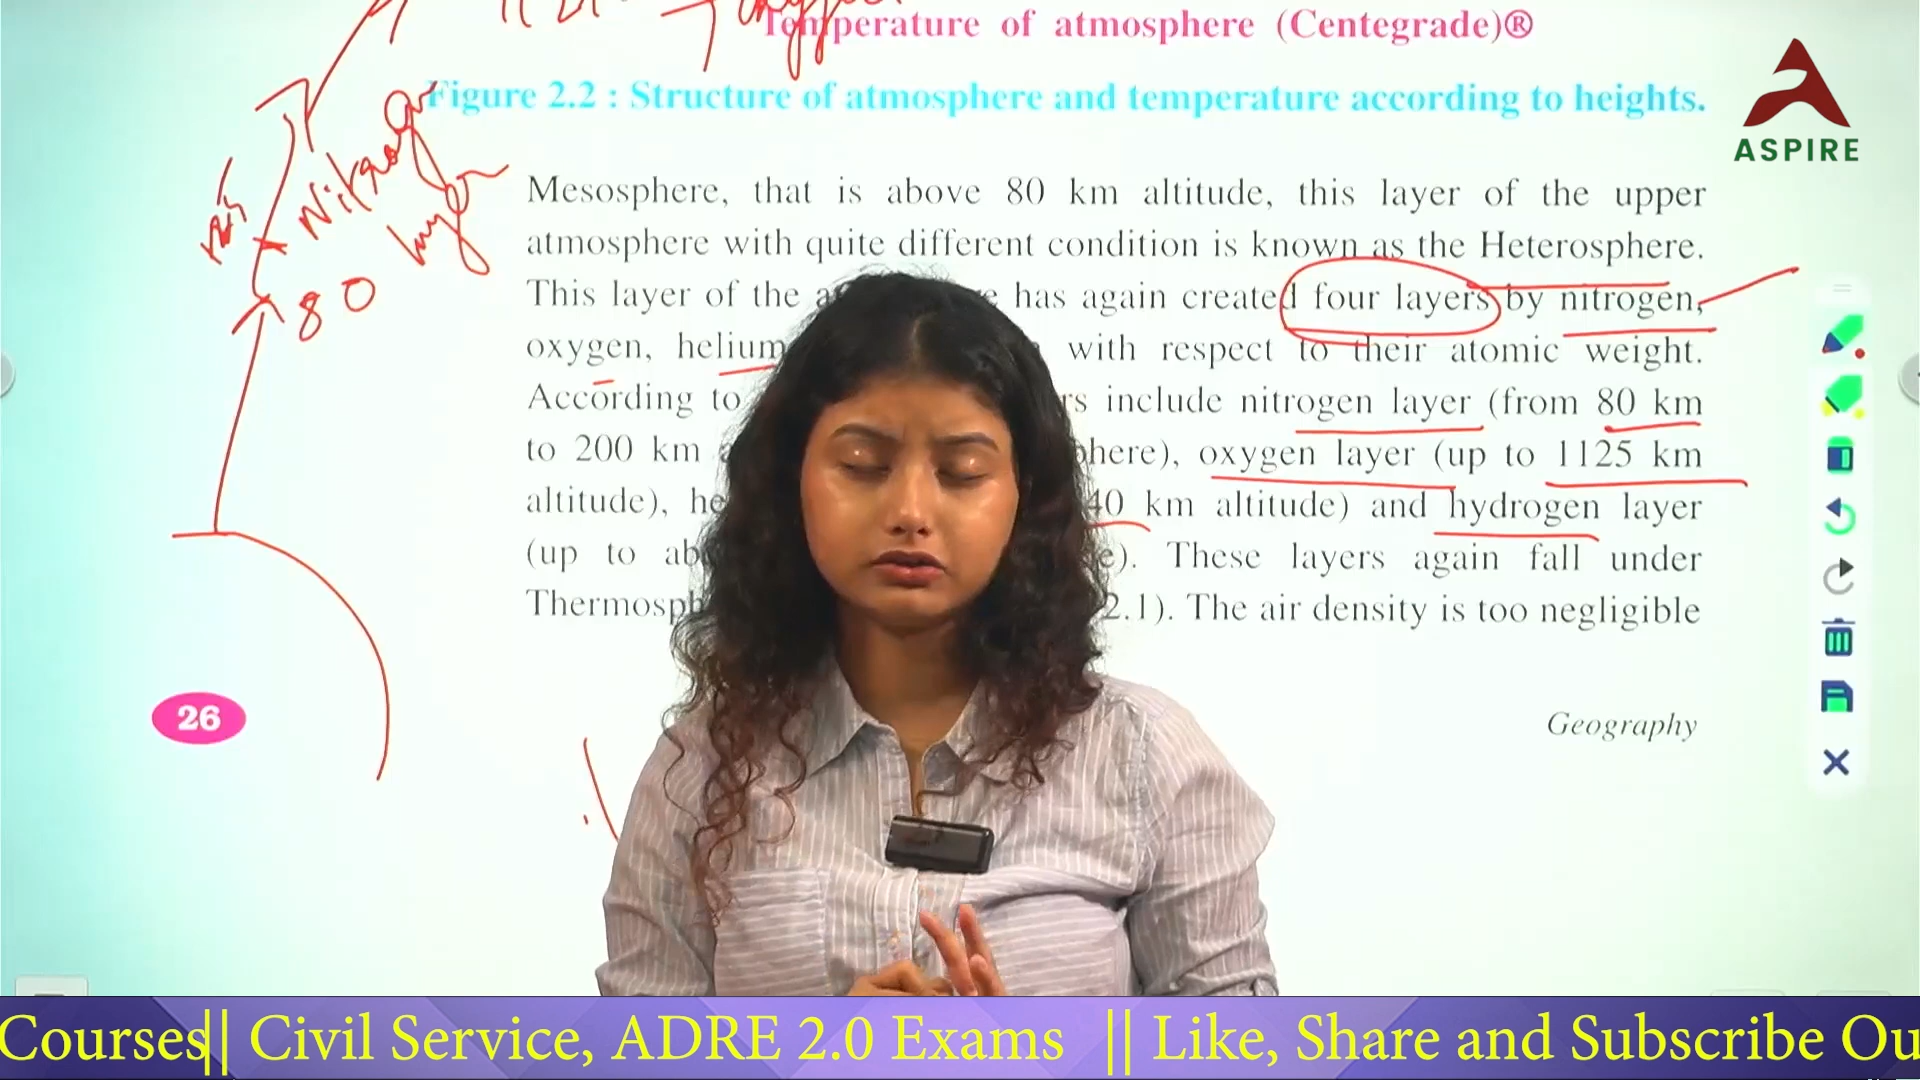 Temperature of atmosphere (Centegrade)®
Figure 2.2 : Structure of atmosphere and temperature according to heights.
ASPIRE
Nitrogen
layer
80
Mesosphere, that is above 80 km altitude, this layer of the upper
atmosphere with quite different condition is known as the Heterosphere.
This layer of the has again created four layers by nitrogen,
oxygen, helium with respect to their atomic weight.
According to include nitrogen layer (from 80 km
to 200 km oxygen layer (up to 1125 km
altitude), km altitude) and hydrogen layer
(up to These layers again fall under
2.1). The air density is too negligible
26
Geography
Courses|| Civil Service, ADRE 2.0 Exams || Like, Share and Subscribe Ou